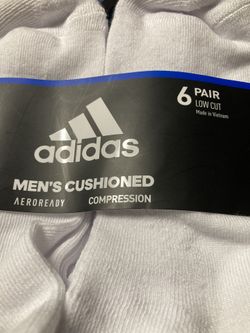 6 PAIR
LOW CUT
Made in Vietnam
adidas
MEN'S CUSHIONED
AEROREADY COMPRESSION